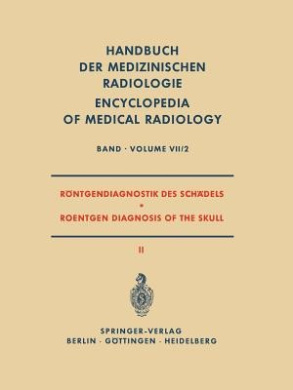 HANDBUCH
DER MEDIZINISCHEN
RADIOLOGIE
ENCYCLOPEDIA
OF MEDICAL RADIOLOGY
BAND · VOLUME VII/2
RÖNTGENDIAGNOSTIK DES SCHÄDELS
•
ROENTGEN DIAGNOSIS OF THE SKULL
II
SPRINGER-VERLAG
BERLIN · GÖTTINGEN · HEIDELBERG